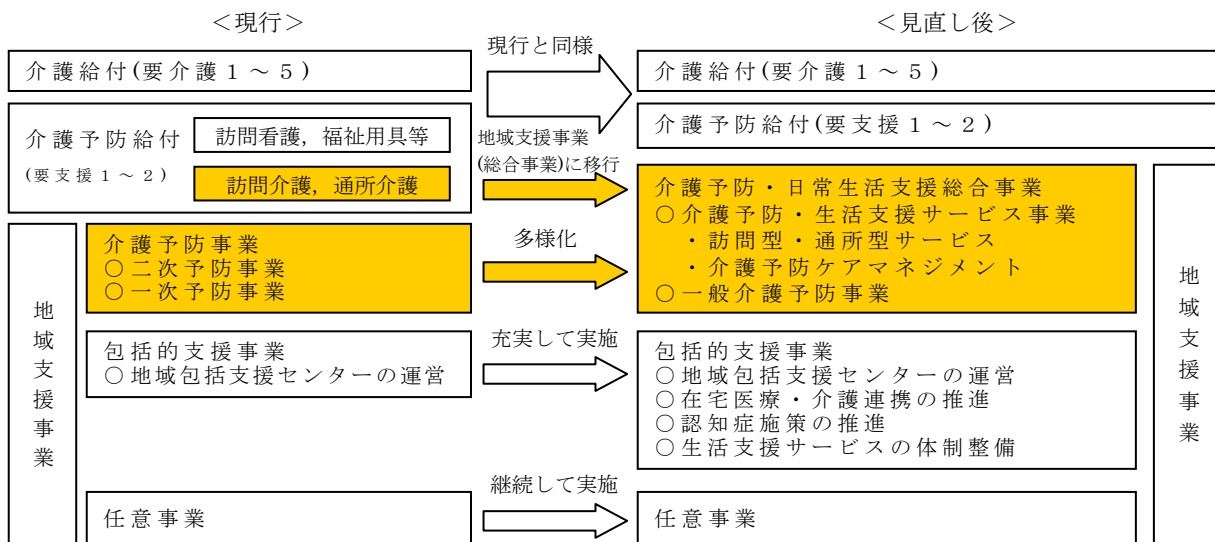 ＜現行＞
＜見直し後＞
介護給付(要介護１～５)
現行と同様
介護給付(要介護１～５)
介護予防給付
(要支援１～２)
訪問看護，福祉用具等
訪問介護，通所介護
介護予防給付(要支援１～２)
地域支援事業
(総合事業)に移行
地域支援事業
介護予防事業
○二次予防事業
○一次予防事業
多様化
介護予防・日常生活支援総合事業
○介護予防・生活支援サービス事業
・訪問型・通所型サービス
・介護予防ケアマネジメント
○一般介護予防事業
地域支援事業
包括的支援事業
○地域包括支援センターの運営
充実して実施
包括的支援事業
○地域包括支援センターの運営
○在宅医療・介護連携の推進
○認知症施策の推進
○生活支援サービスの体制整備
任意事業
継続して実施
任意事業